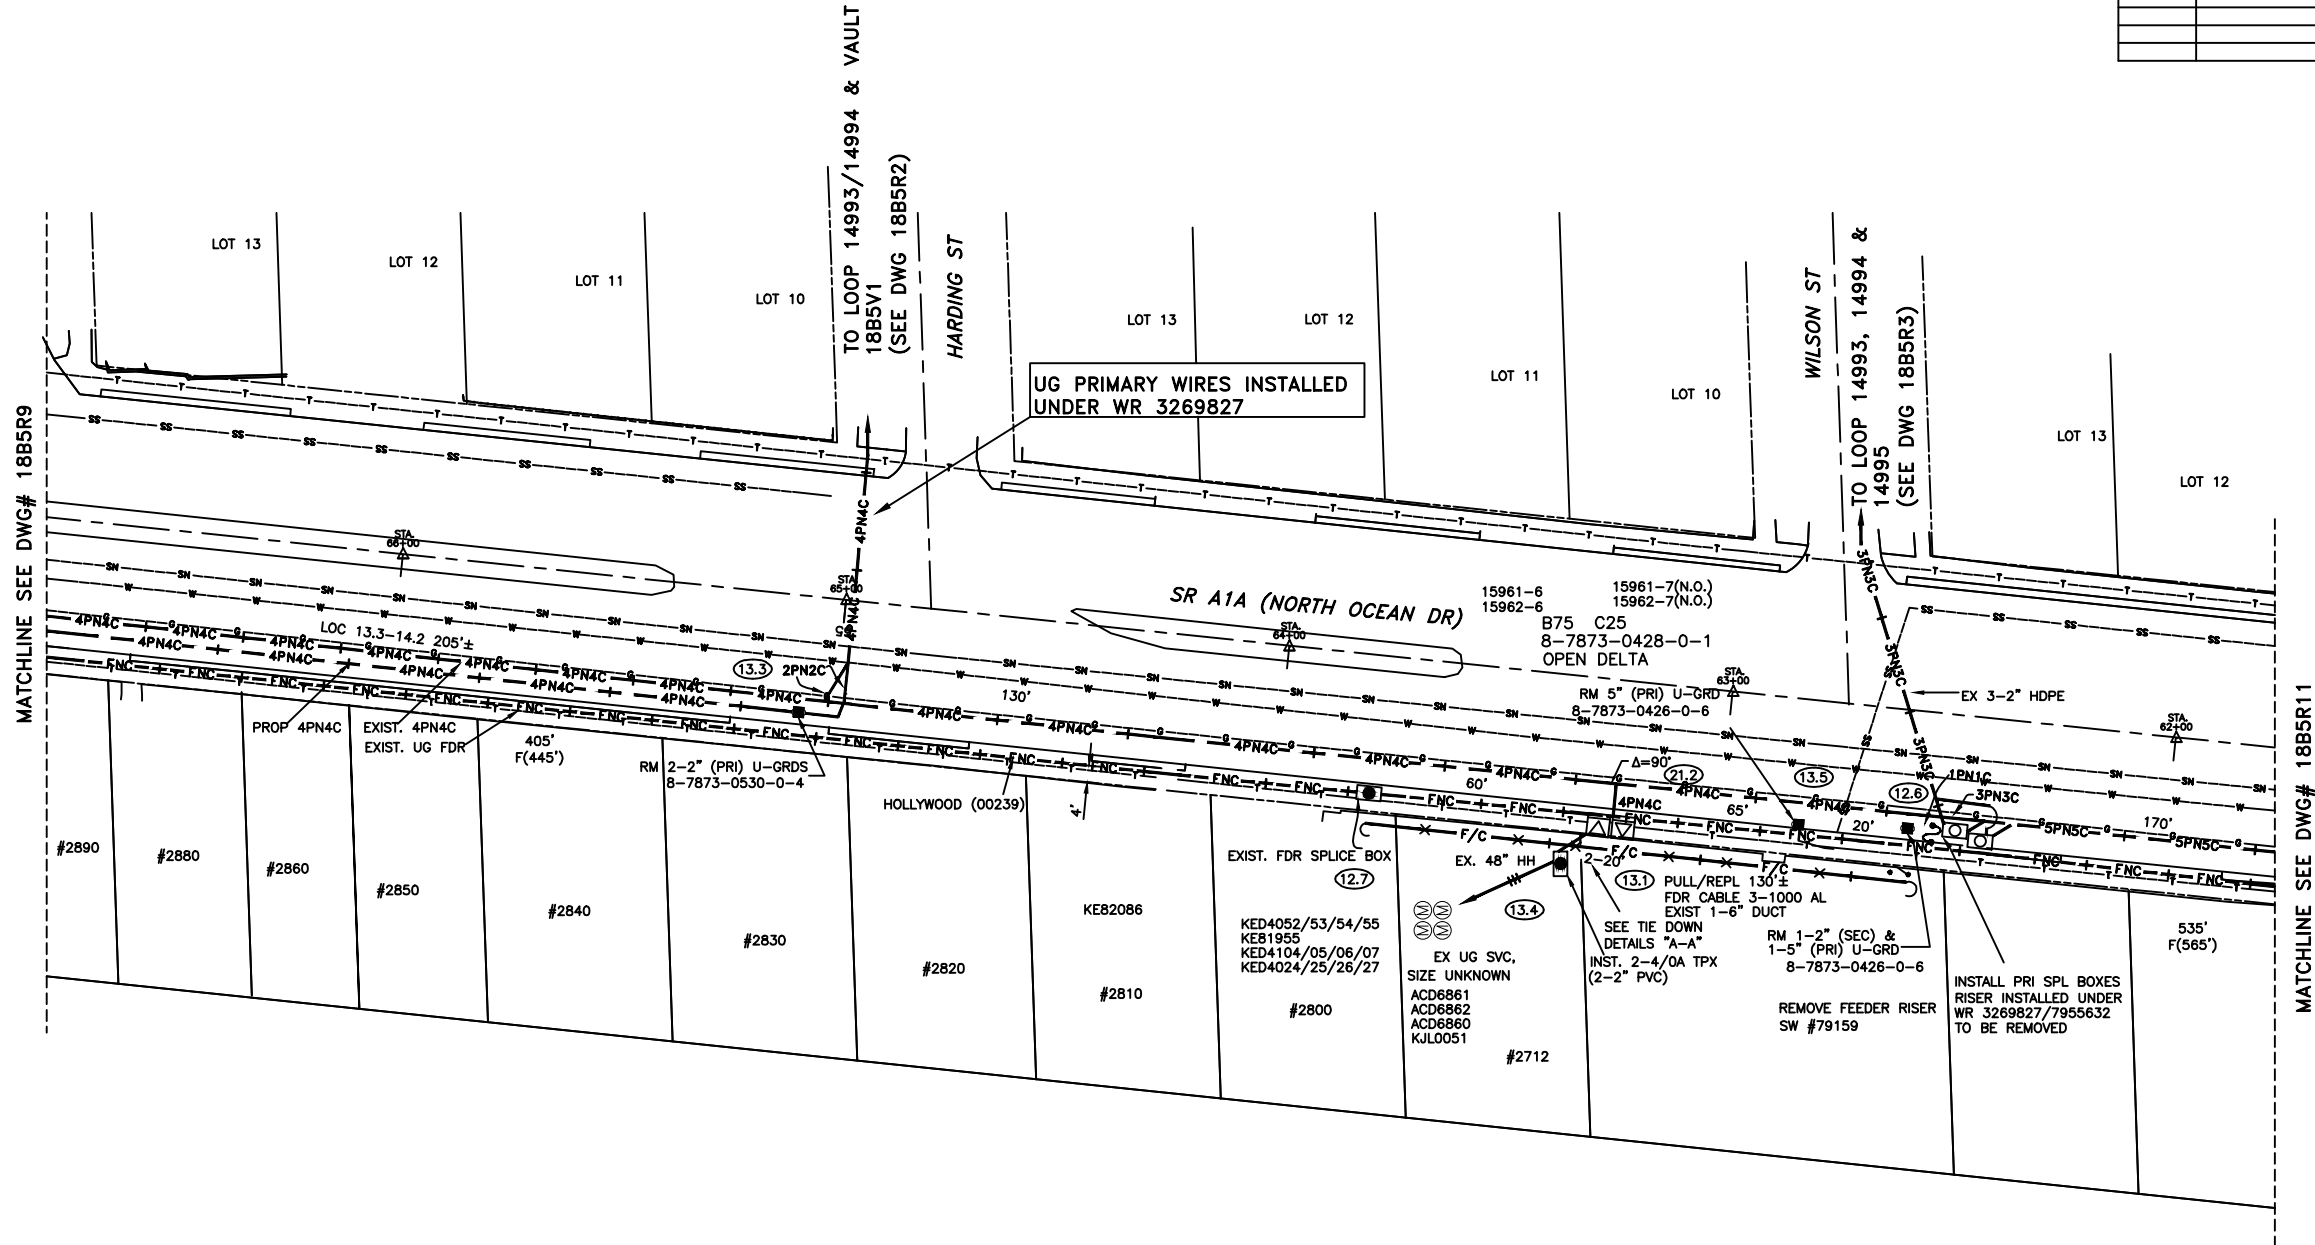 TO LOOP 14993/14994 & VAULT
18B5V1
(SEE DWG 18B5R2)
HARDING ST
TO LOOP 14993, 14994 &
14995
(SEE DWG 18B5R3)
WILSON ST
LOT 13
LOT 12
LOT 11
LOT 10
LOT 13
LOT 12
LOT 11
LOT 10
LOT 13
LOT 12
UG PRIMARY WIRES INSTALLED
UNDER WR 3269827
MATCHLINE SEE DWG# 18B5R9
MATCHLINE SEE DWG# 18B5R11
STA.
66+00
STA.
65+00
STA.
64+00
STA.
63+00
STA.
62+00
SR A1A (NORTH OCEAN DR)
15961-6
15962-6
15961-7(N.O.)
15962-7(N.O.)
B75 C25
8-7873-0428-0-1
OPEN DELTA
RM 5" (PRI) U-GRD
8-7873-0426-0-6
EX 3-2" HDPE
4PN4C
4PN4C
3PN3C
3PN3C
3PN3C
LOC 13.3-14.2 205'±
13.3
2PN2C
130'
PROP 4PN4C
EXIST. 4PN4C
EXIST. UG FDR
405'
F(445')
RM 2-2" (PRI) U-GRDS
8-7873-0530-0-4
HOLLYWOOD (00239)
4'
60'
Δ=90°
21.2
4PN4C
13.5
65'
20'
12.6
1PN1C
3PN3C
5PN5C
170'
5PN5C
EXIST. FDR SPLICE BOX
12.7
F/C
F/C
F/C
EX. 48" HH
2-20'
13.1
13.4
PULL/REPL 130'±
FDR CABLE 3-1000 AL
EXIST 1-6" DUCT
SEE TIE DOWN
DETAILS "A-A"
INST. 2-4/0A TPX
(2-2" PVC)
RM 1-2" (SEC) &
1-5" (PRI) U-GRD
8-7873-0426-0-6
REMOVE FEEDER RISER
SW #79159
INSTALL PRI SPL BOXES
RISER INSTALLED UNDER
WR 3269827/7955632
TO BE REMOVED
535'
F(565')
EX UG SVC,
SIZE UNKNOWN
ACD6861
ACD6862
ACD6860
KJL0051
KED4052/53/54/55
KE81955
KED4104/05/06/07
KED4024/25/26/27
KE82086
#2890
#2880
#2860
#2850
#2840
#2830
#2820
#2810
#2800
#2712